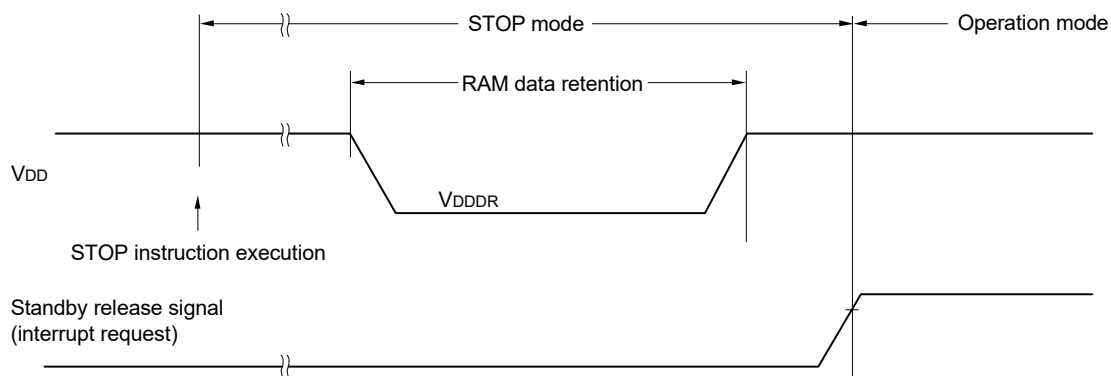 STOP mode
Operation mode
RAM data retention
VDD
VDDDR
STOP instruction execution
Standby release signal
(interrupt request)